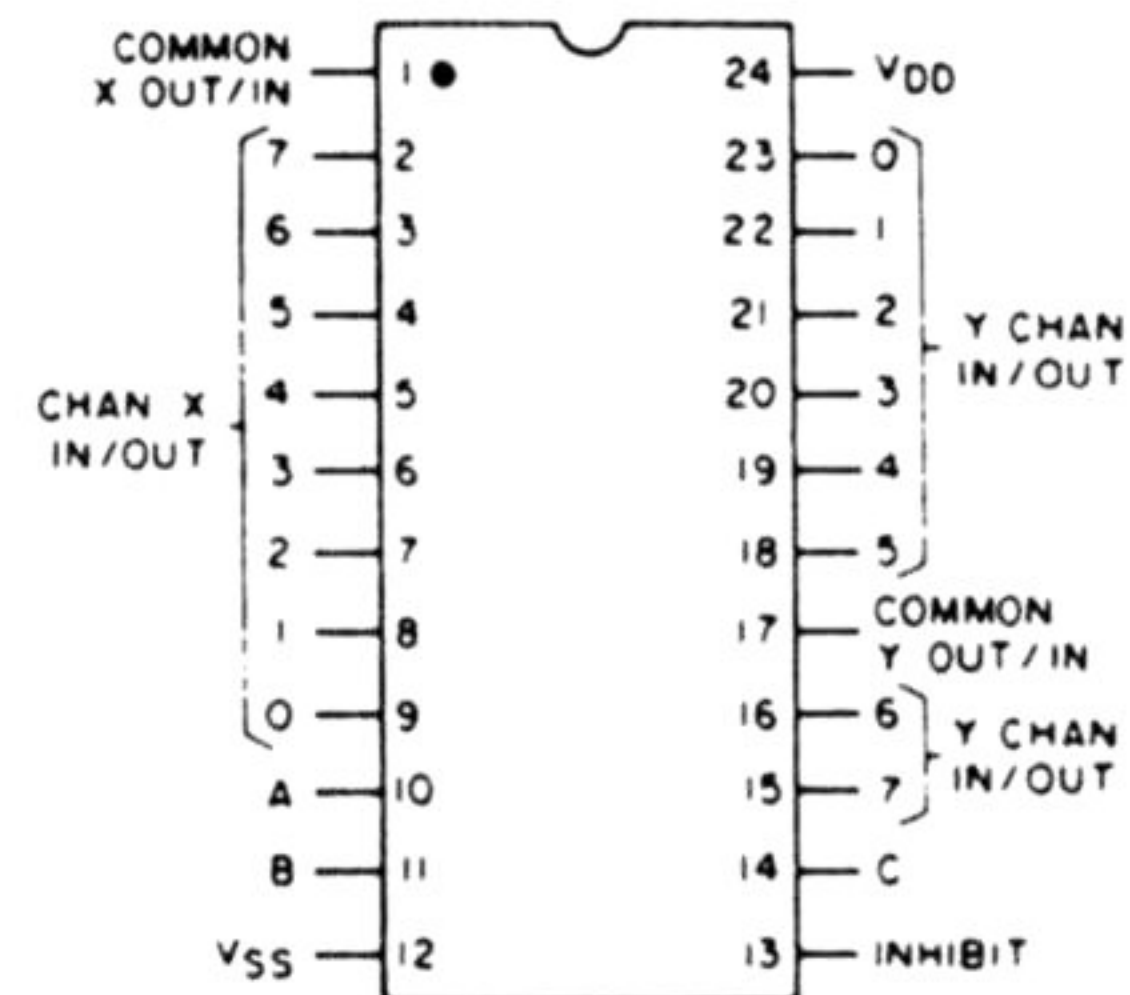 COMMON
X OUT/IN
1 24 VDD
7 2 23 0
6 3 22 1
5 4 21 2
Y CHAN
IN/OUT
4 5 20 3
CHAN X
IN/OUT
3 6 19 4
2 7 18 5
1 8 17 COMMON
Y OUT/IN
0 9 16 6
Y CHAN
IN/OUT
A 10 15 7
B 11 14 C
VSS 12 13 INHIBIT